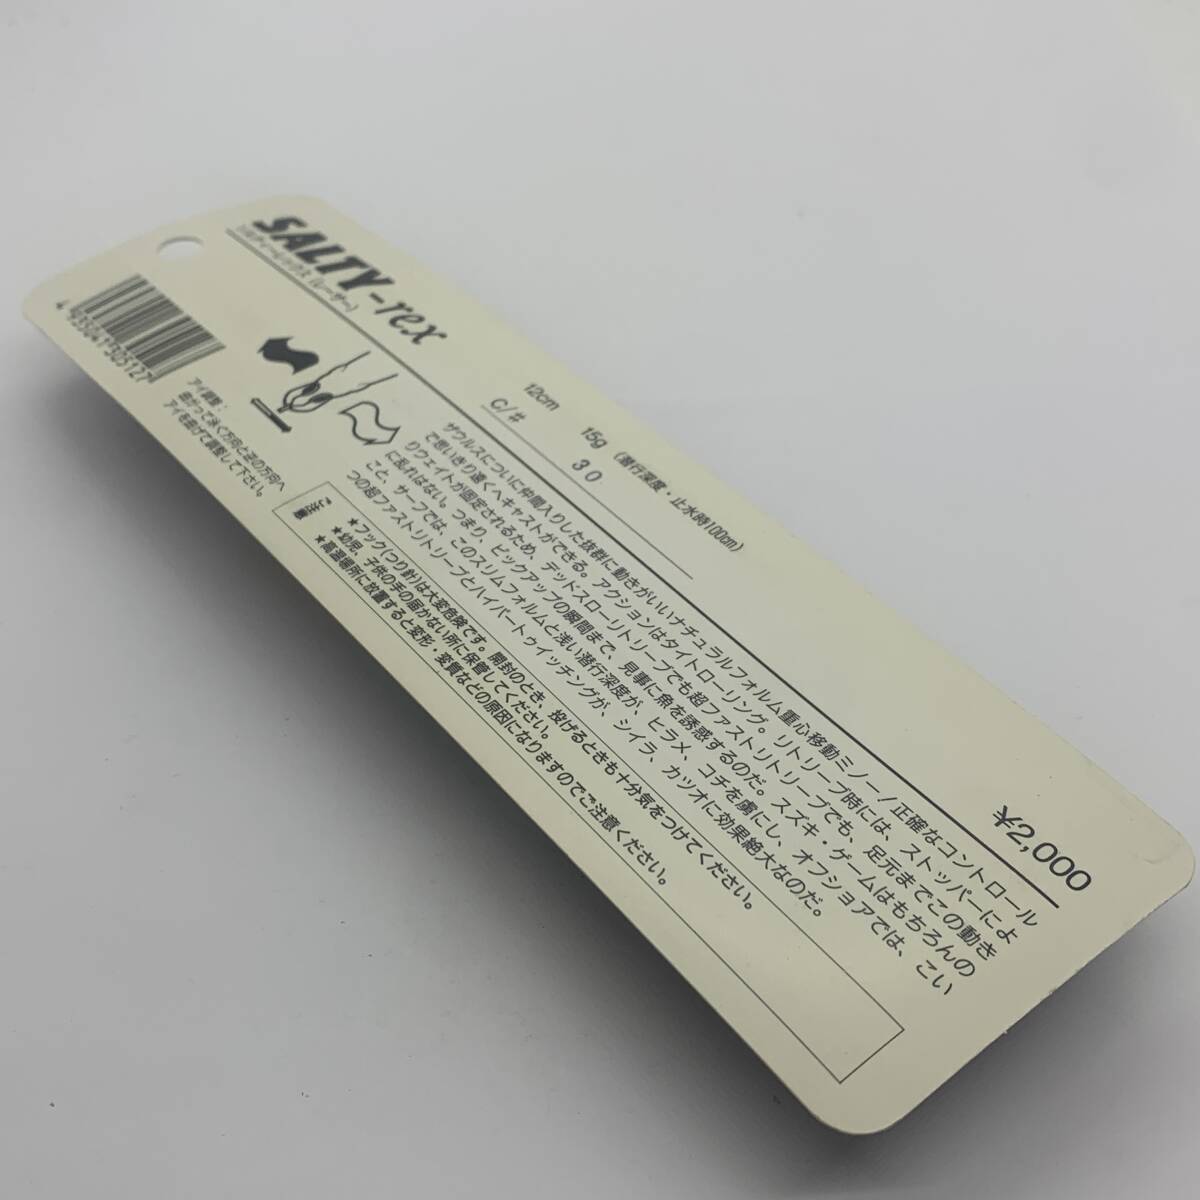 SALTY-rex
ソルティーレックス (レーサー)
4 935041 305127
12cm 15g (潜行深度・止水時100cm)
C/# 30
¥2,000
アイ調整:
曲がって泳ぐ方向と逆の方向へ
アイを曲げて調整して下さい。
サウルスについに仲間入りした抜群に動きがいいナチュラルフォルム重心移動ミノー/正確なコントロール
で思いきり遠くへキャストができる。アクションはタイトローリング。リトリーブ時には、ストッパーによ
りウェイトが固定されるため、デッドスローリトリーブでも超ファストリトリーブでも、足元までこの動き
に乱れはない。つまり、ピックアップの瞬間まで、見事に魚を誘惑するのだ。スズキ・ゲームはもちろんの
こと、サーフでは、このスリムフォルムと浅い潜行深度が、ヒラメ、コチを虜にし、オフショアでは、こい
つの超ファストリトリーブとハイパートゥイッチングが、シイラ、カツオに効果絶大なのだ。
ご注意
★フック(つり針)は大変危険です。開封のとき、投げるときも十分気をつけてください。
★幼児、子供の手の届かない所に保管してください。
★高温場所に放置すると変形・変質などの原因になりますのでご注意ください。